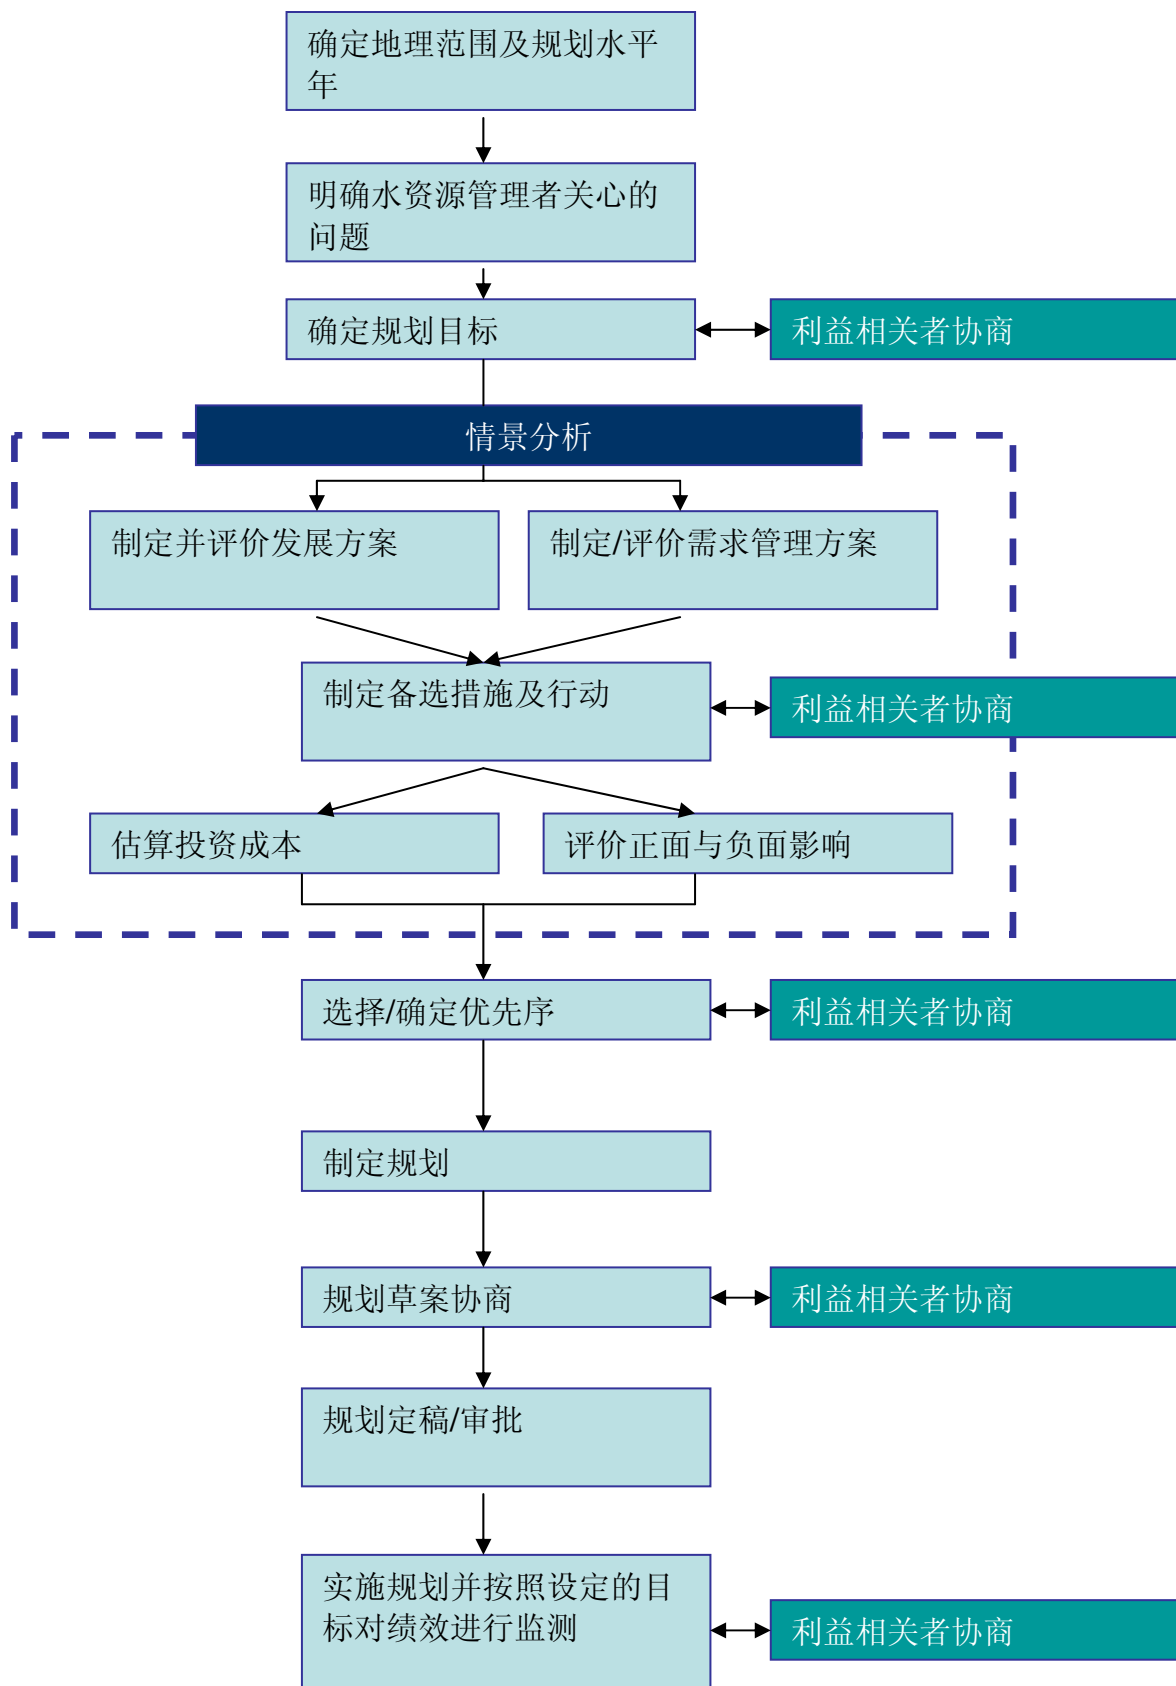 确定地理范围及规划水平
年
明确水资源管理者关心的
问题
确定规划目标
利益相关者协商
情景分析
制定并评价发展方案
制定/评价需求管理方案
制定备选措施及行动
利益相关者协商
估算投资成本
评价正面与负面影响
选择/确定优先序
利益相关者协商
制定规划
规划草案协商
利益相关者协商
规划定稿/审批
实施规划并按照设定的目
标对绩效进行监测
利益相关者协商